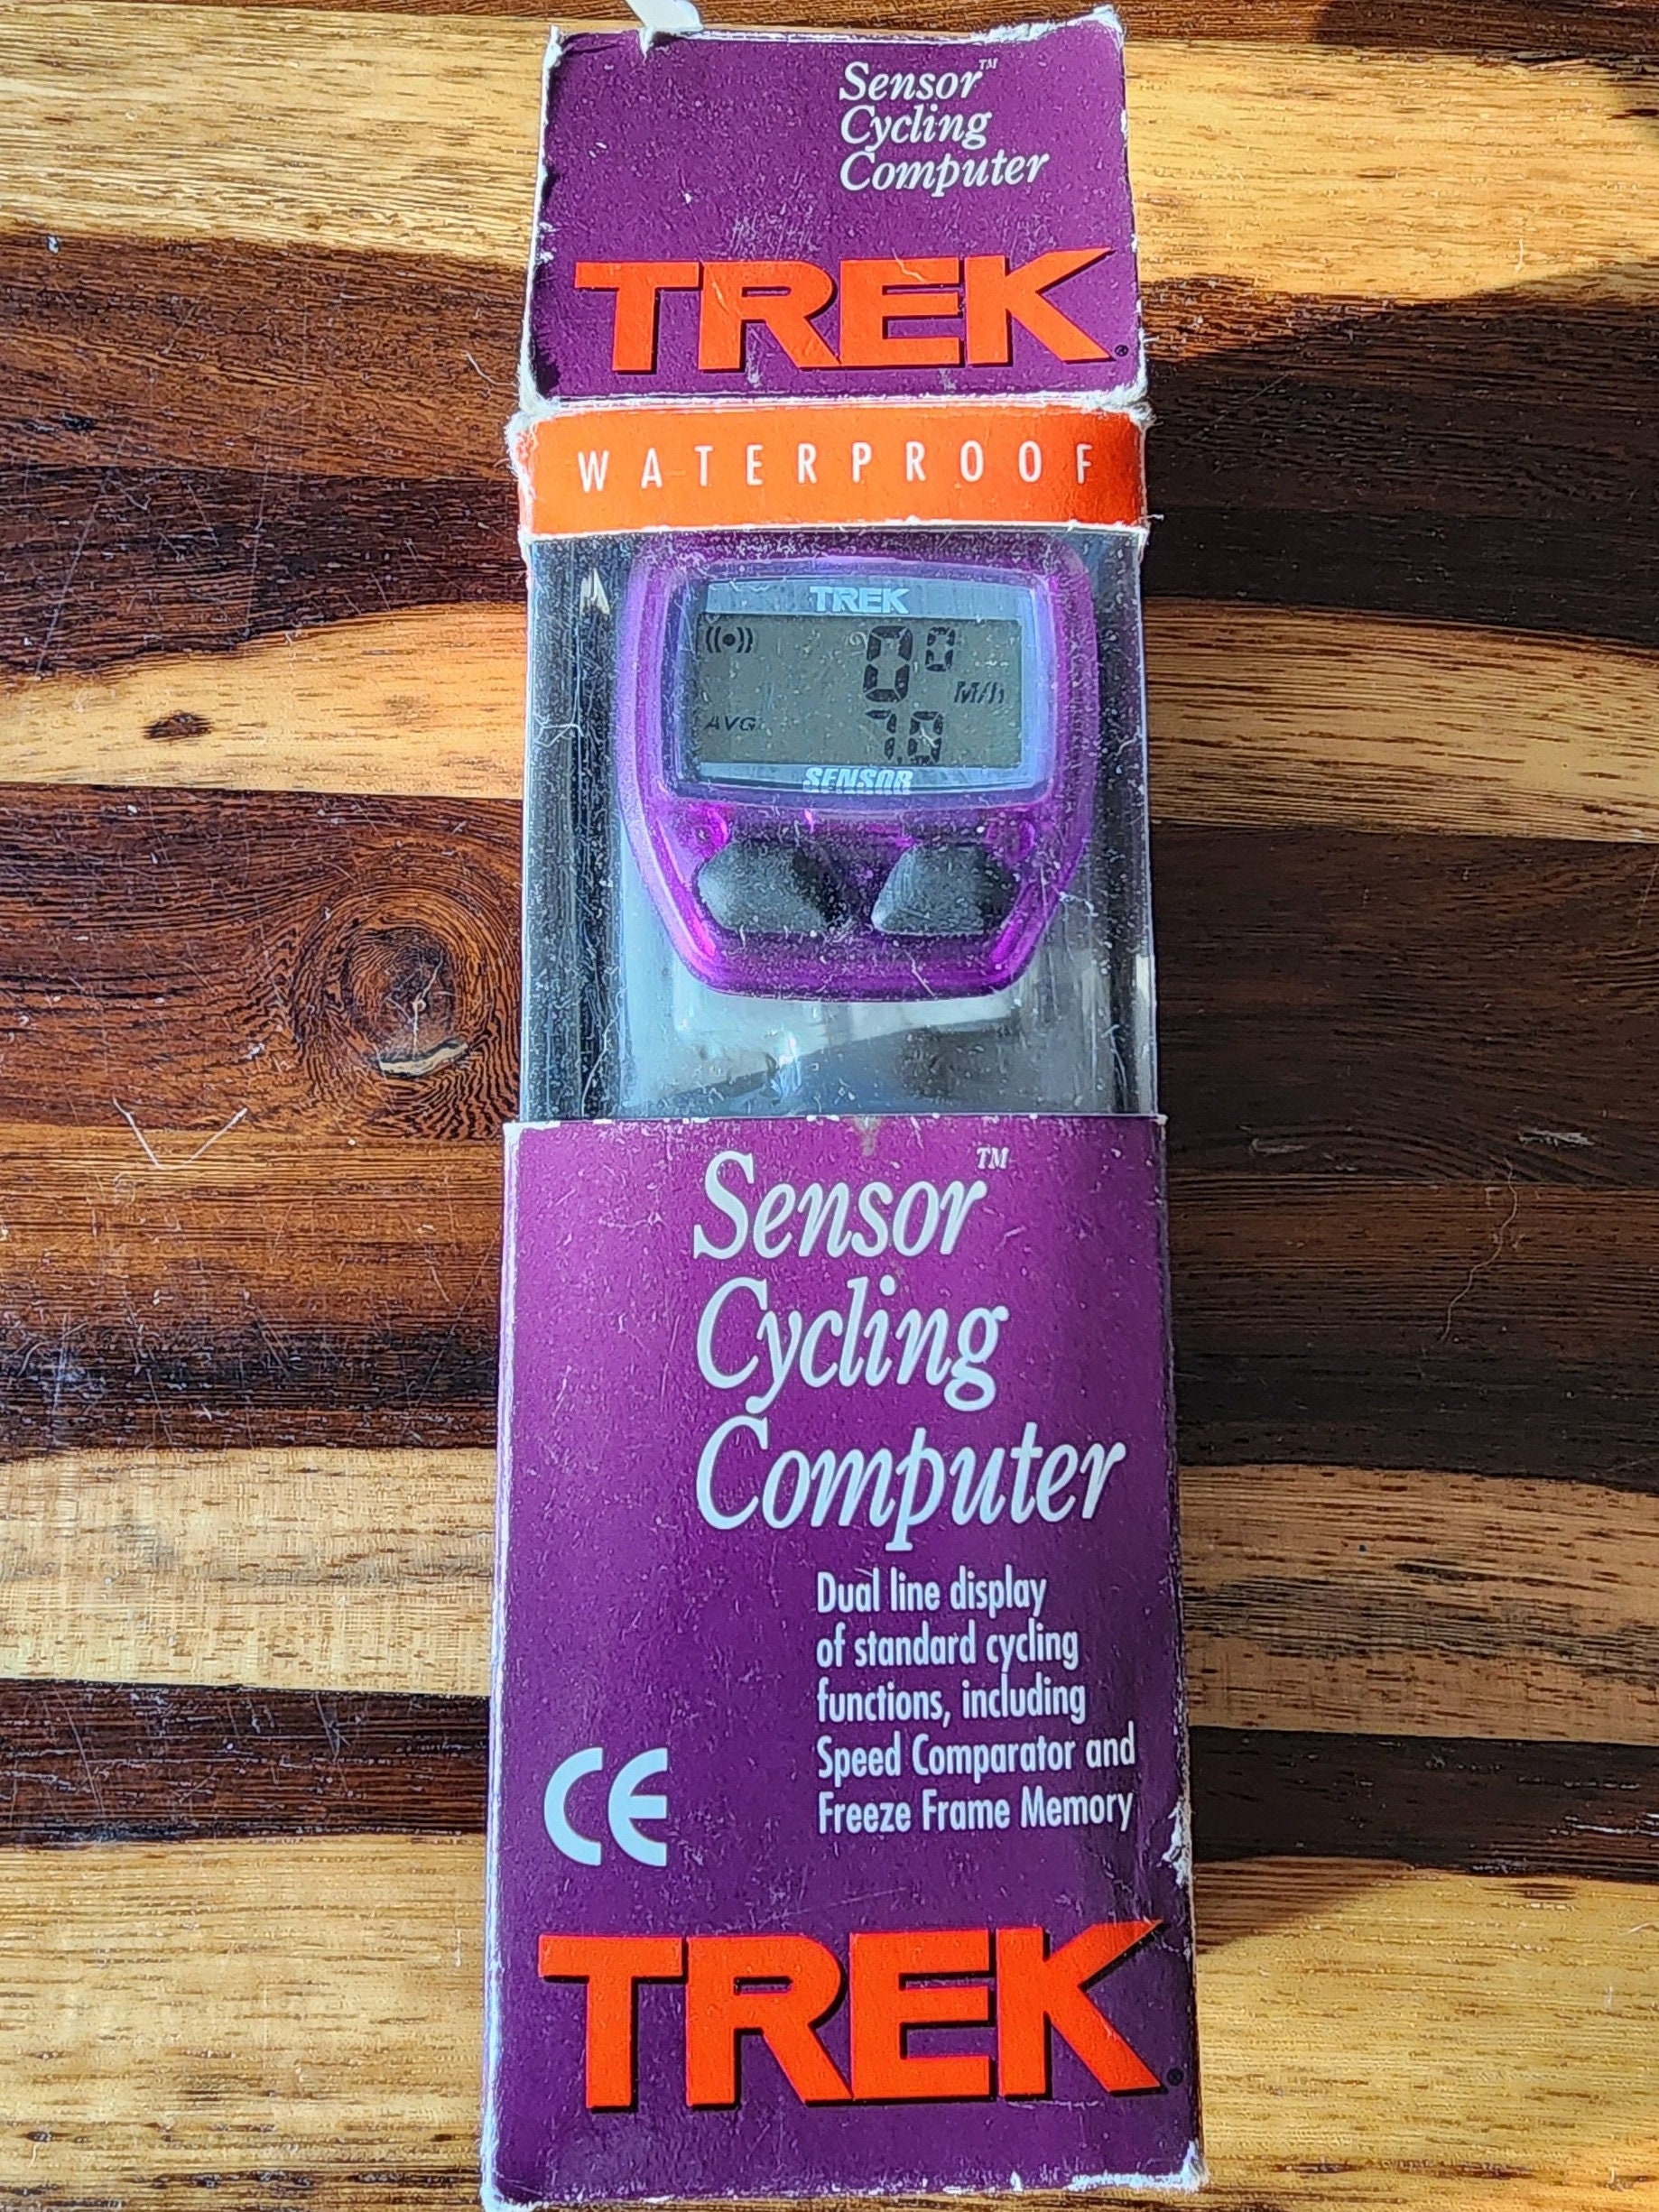 Sensor™
Cycling
Computer
TREK®
WATERPROOF
TREK
0 0
M/h
AVG 7.0
SENSOR
Sensor™
Cycling
Computer
Dual line display
of standard cycling
functions, including
Speed Comparator and
Freeze Frame Memory
CE
TREK®